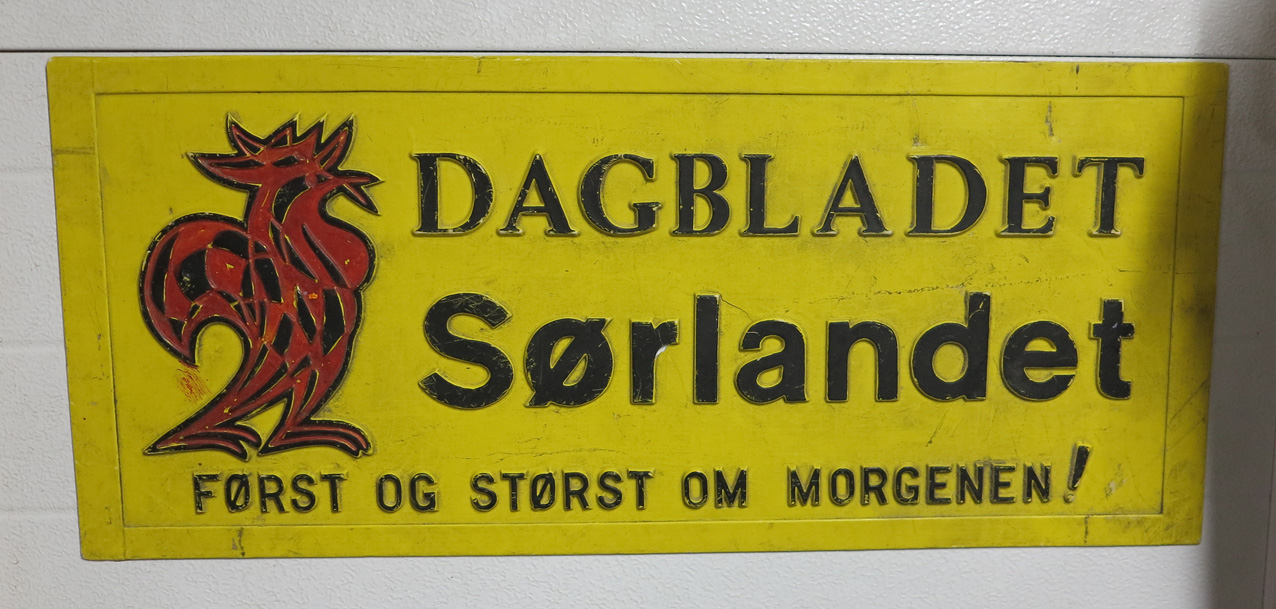 DAGBLADET
Sørlandet
FØRST OG STØRST OM MORGENEN!